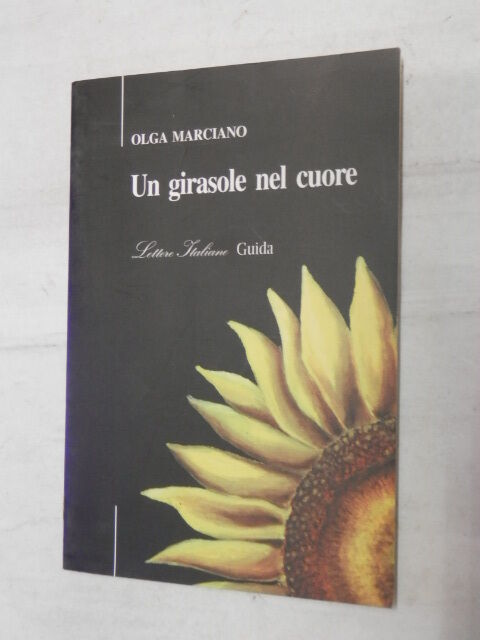 OLGA MARCIANO
Un girasole nel cuore
Lettere Italiane Guida